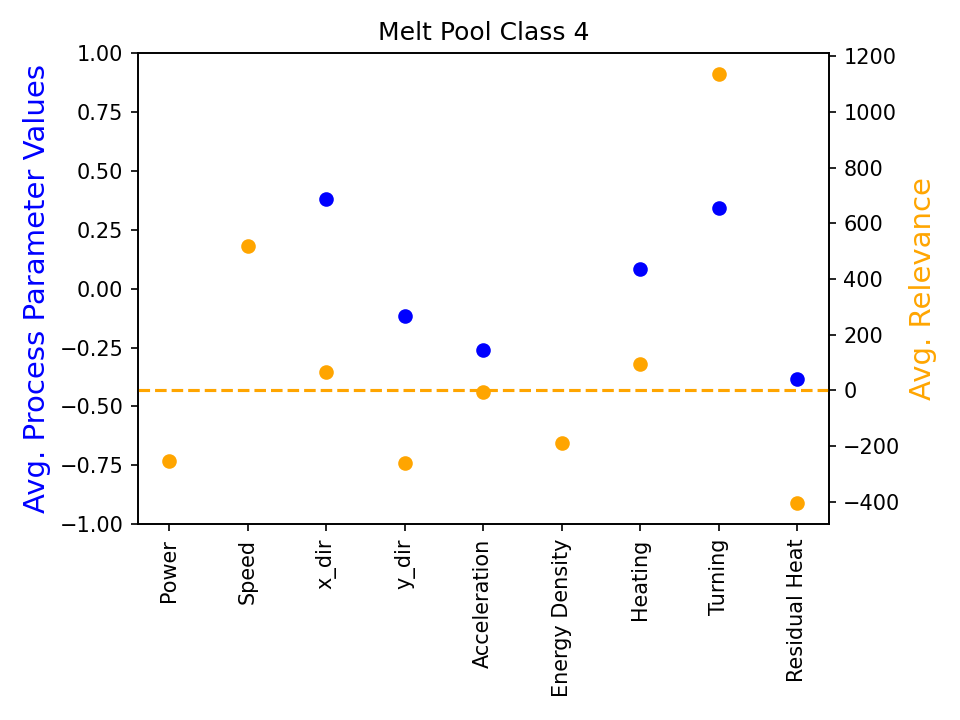 Melt Pool Class 4
Avg. Process Parameter Values
1.00
0.75
0.50
0.25
0.00
−0.25
−0.50
−0.75
−1.00
1200
1000
800
600
400
200
0
−200
−400
Avg. Relevance
Power
Speed
x_dir
y_dir
Acceleration
Energy Density
Heating
Turning
Residual Heat